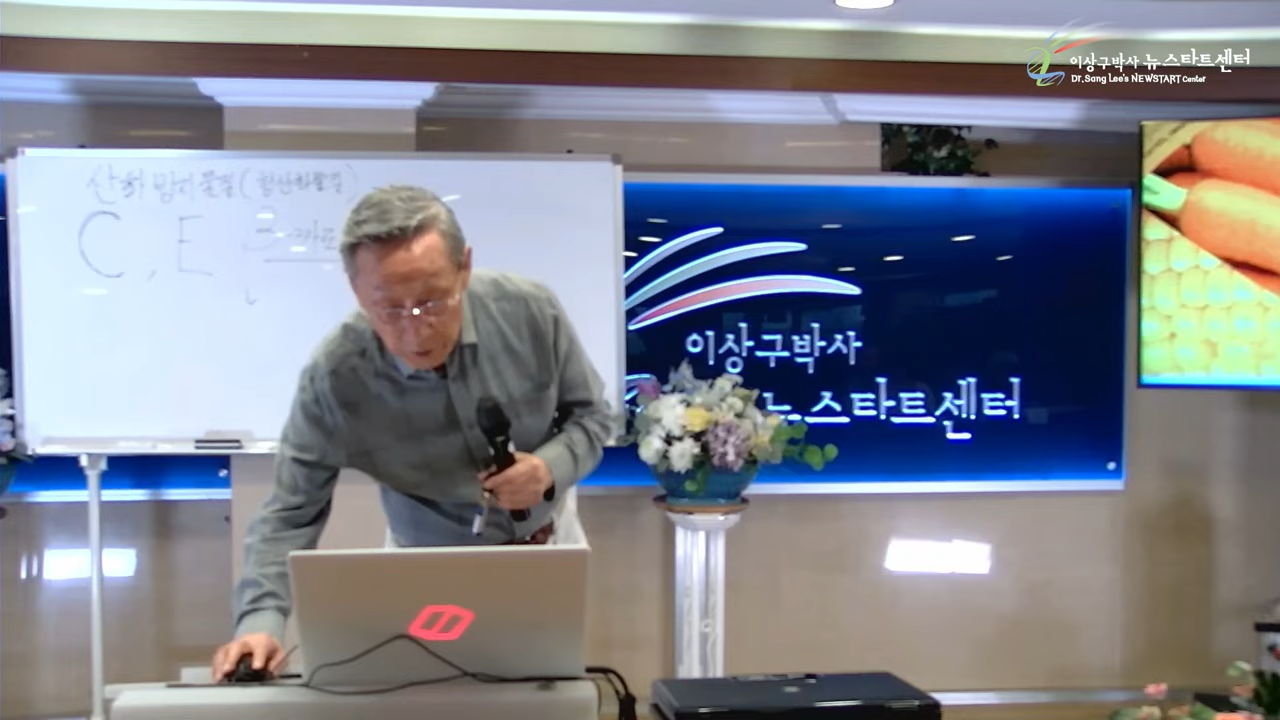 이상구박사 뉴스타트센터
Dr. Sang Lee's NEWSTART Center
산화방지물질(항산화물질)
C, E
이상구박사
뉴스타트센터